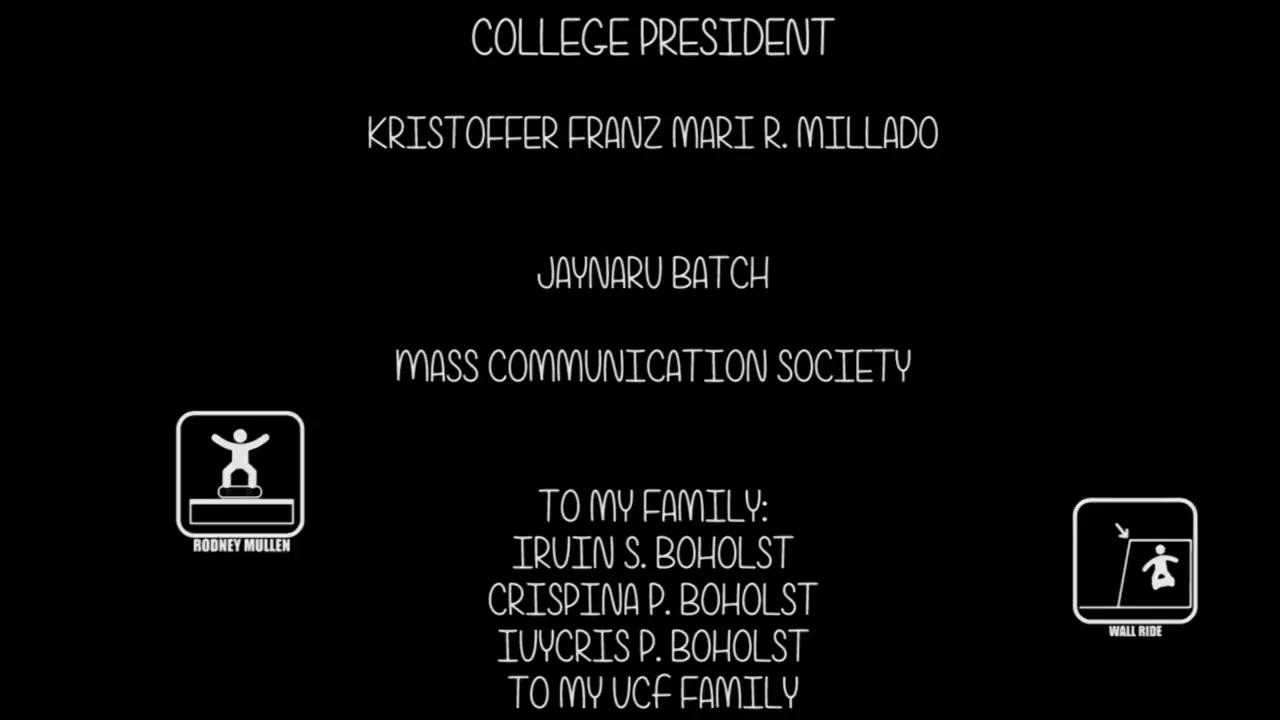 COLLEGE PRESIDENT
KRISTOFFER FRANZ MARI R. MILLADO
JAYNARU BATCH
MASS COMMUNICATION SOCIETY
TO MY FAMILY:
IRVIN S. BOHOLST
CRISPINA P. BOHOLST
IVYCRIS P. BOHOLST
TO MY UCF FAMILY
RODNEY MULLEN
WALL RIDE